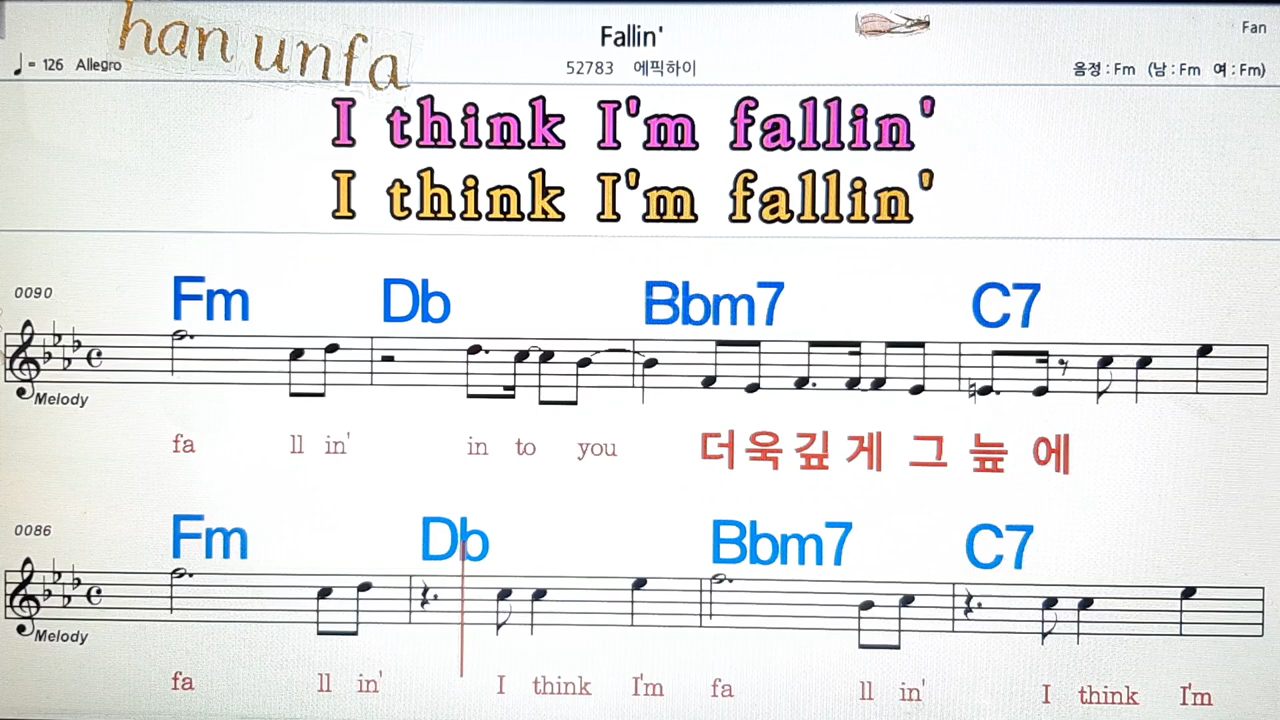 han unfa
Fallin'
Fan
♩= 126 Allegro
52783 에픽하이
음정 : Fm (남 : Fm 여 : Fm)
I think I'm fallin'
I think I'm fallin'
0090
Fm Db Bbm7 C7
Melody
fa ll in' in to you 더 욱 깊 게 그 늪 에
0086
Fm Db Bbm7 C7
Melody
fa ll in' I think I'm fa ll in' I think I'm